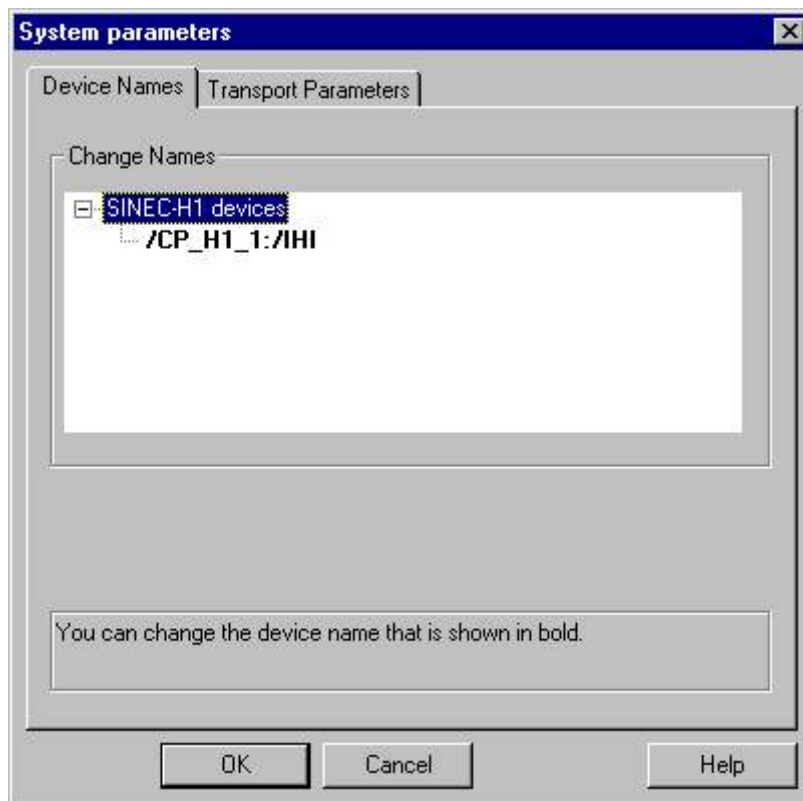 System parameters
Device Names
Transport Parameters
Change Names
SINEC-H1 devices
/CP_H1_1:/IHI
You can change the device name that is shown in bold.
OK
Cancel
Help